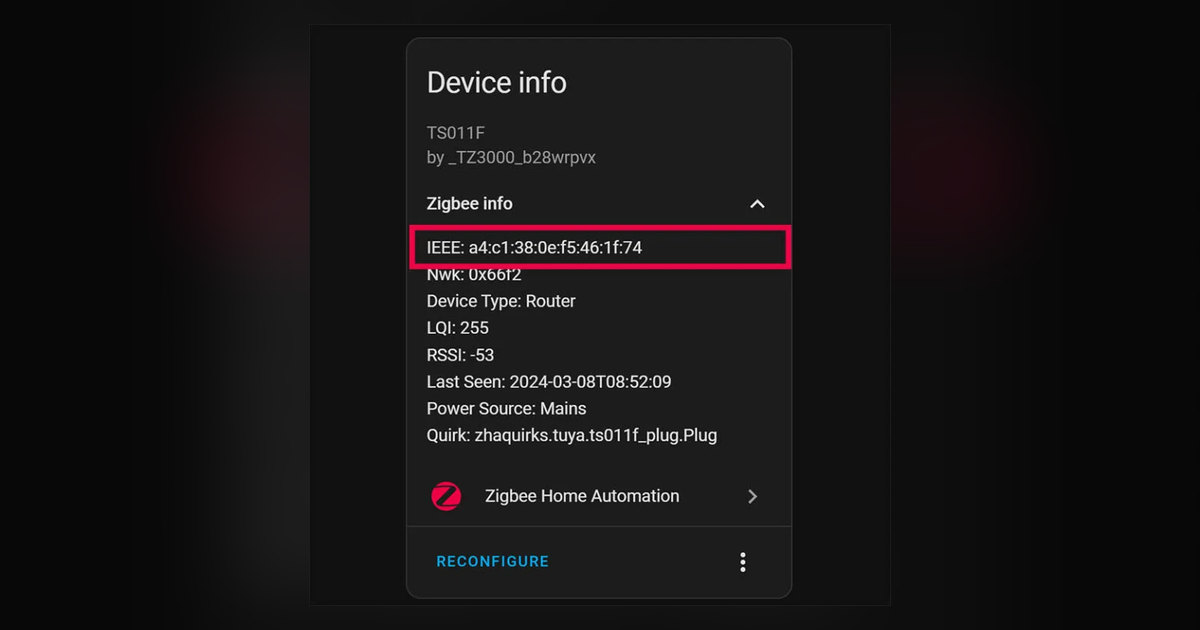 Device info
TS011F
by _TZ3000_b28wrpvx
Zigbee info
IEEE: a4:c1:38:0e:f5:46:1f:74
Nwk: 0x66f2
Device Type: Router
LQI: 255
RSSI: -53
Last Seen: 2024-03-08T08:52:09
Power Source: Mains
Quirk: zhaquirks.tuya.ts011f_plug.Plug
Zigbee Home Automation
RECONFIGURE